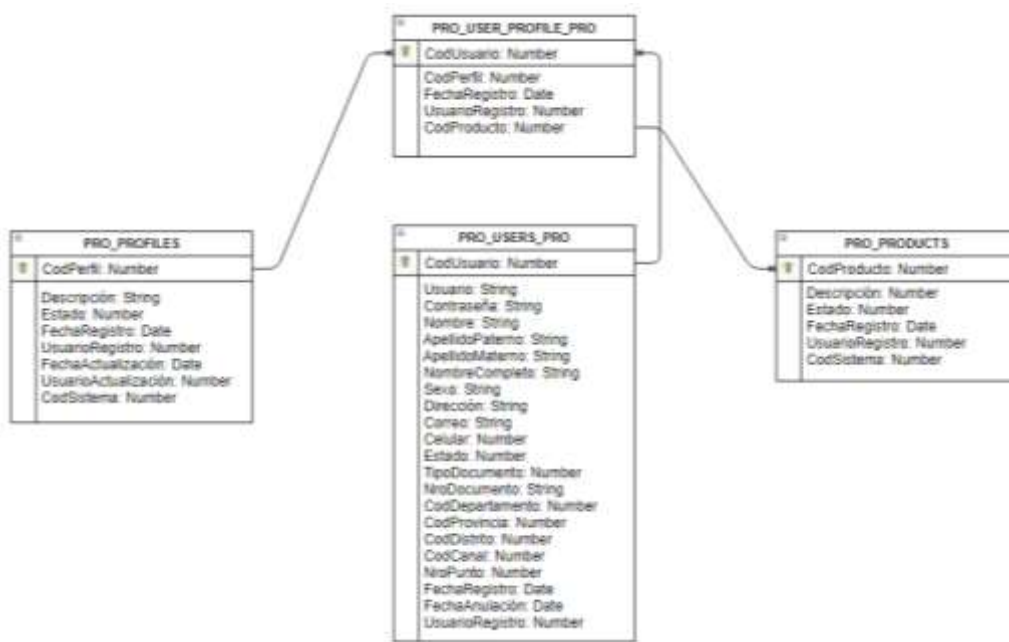 PRO_USER_PROFILE_PRO
CodUsuario: Number
CodPerfil: Number
FechaRegistro: Date
UsuarioRegistro: Number
CodProducto: Number
PRO_PROFILES
CodPerfil: Number
Descripción: String
Estado: Number
FechaRegistro: Date
UsuarioRegistro: Number
FechaActualización: Date
UsuarioActualización: Number
CodSistema: Number
PRO_USERS_PRO
CodUsuario: Number
Usuario: String
Contraseña: String
Nombre: String
ApellidoPaterno: String
ApellidoMaterno: String
NombreCompleto: String
Sexo: String
Dirección: String
Correo: String
Celular: Number
Estado: Number
TipoDocumento: Number
NroDocumento: String
CodDepartamento: Number
CodProvincia: Number
CodDistrito: Number
CodCanal: Number
NroPunto: Number
FechaRegistro: Date
FechaAnulación: Date
UsuarioRegistro: Number
PRO_PRODUCTS
CodProducto: Number
Descripción: Number
Estado: Number
FechaRegistro: Date
UsuarioRegistro: Number
CodSistema: Number